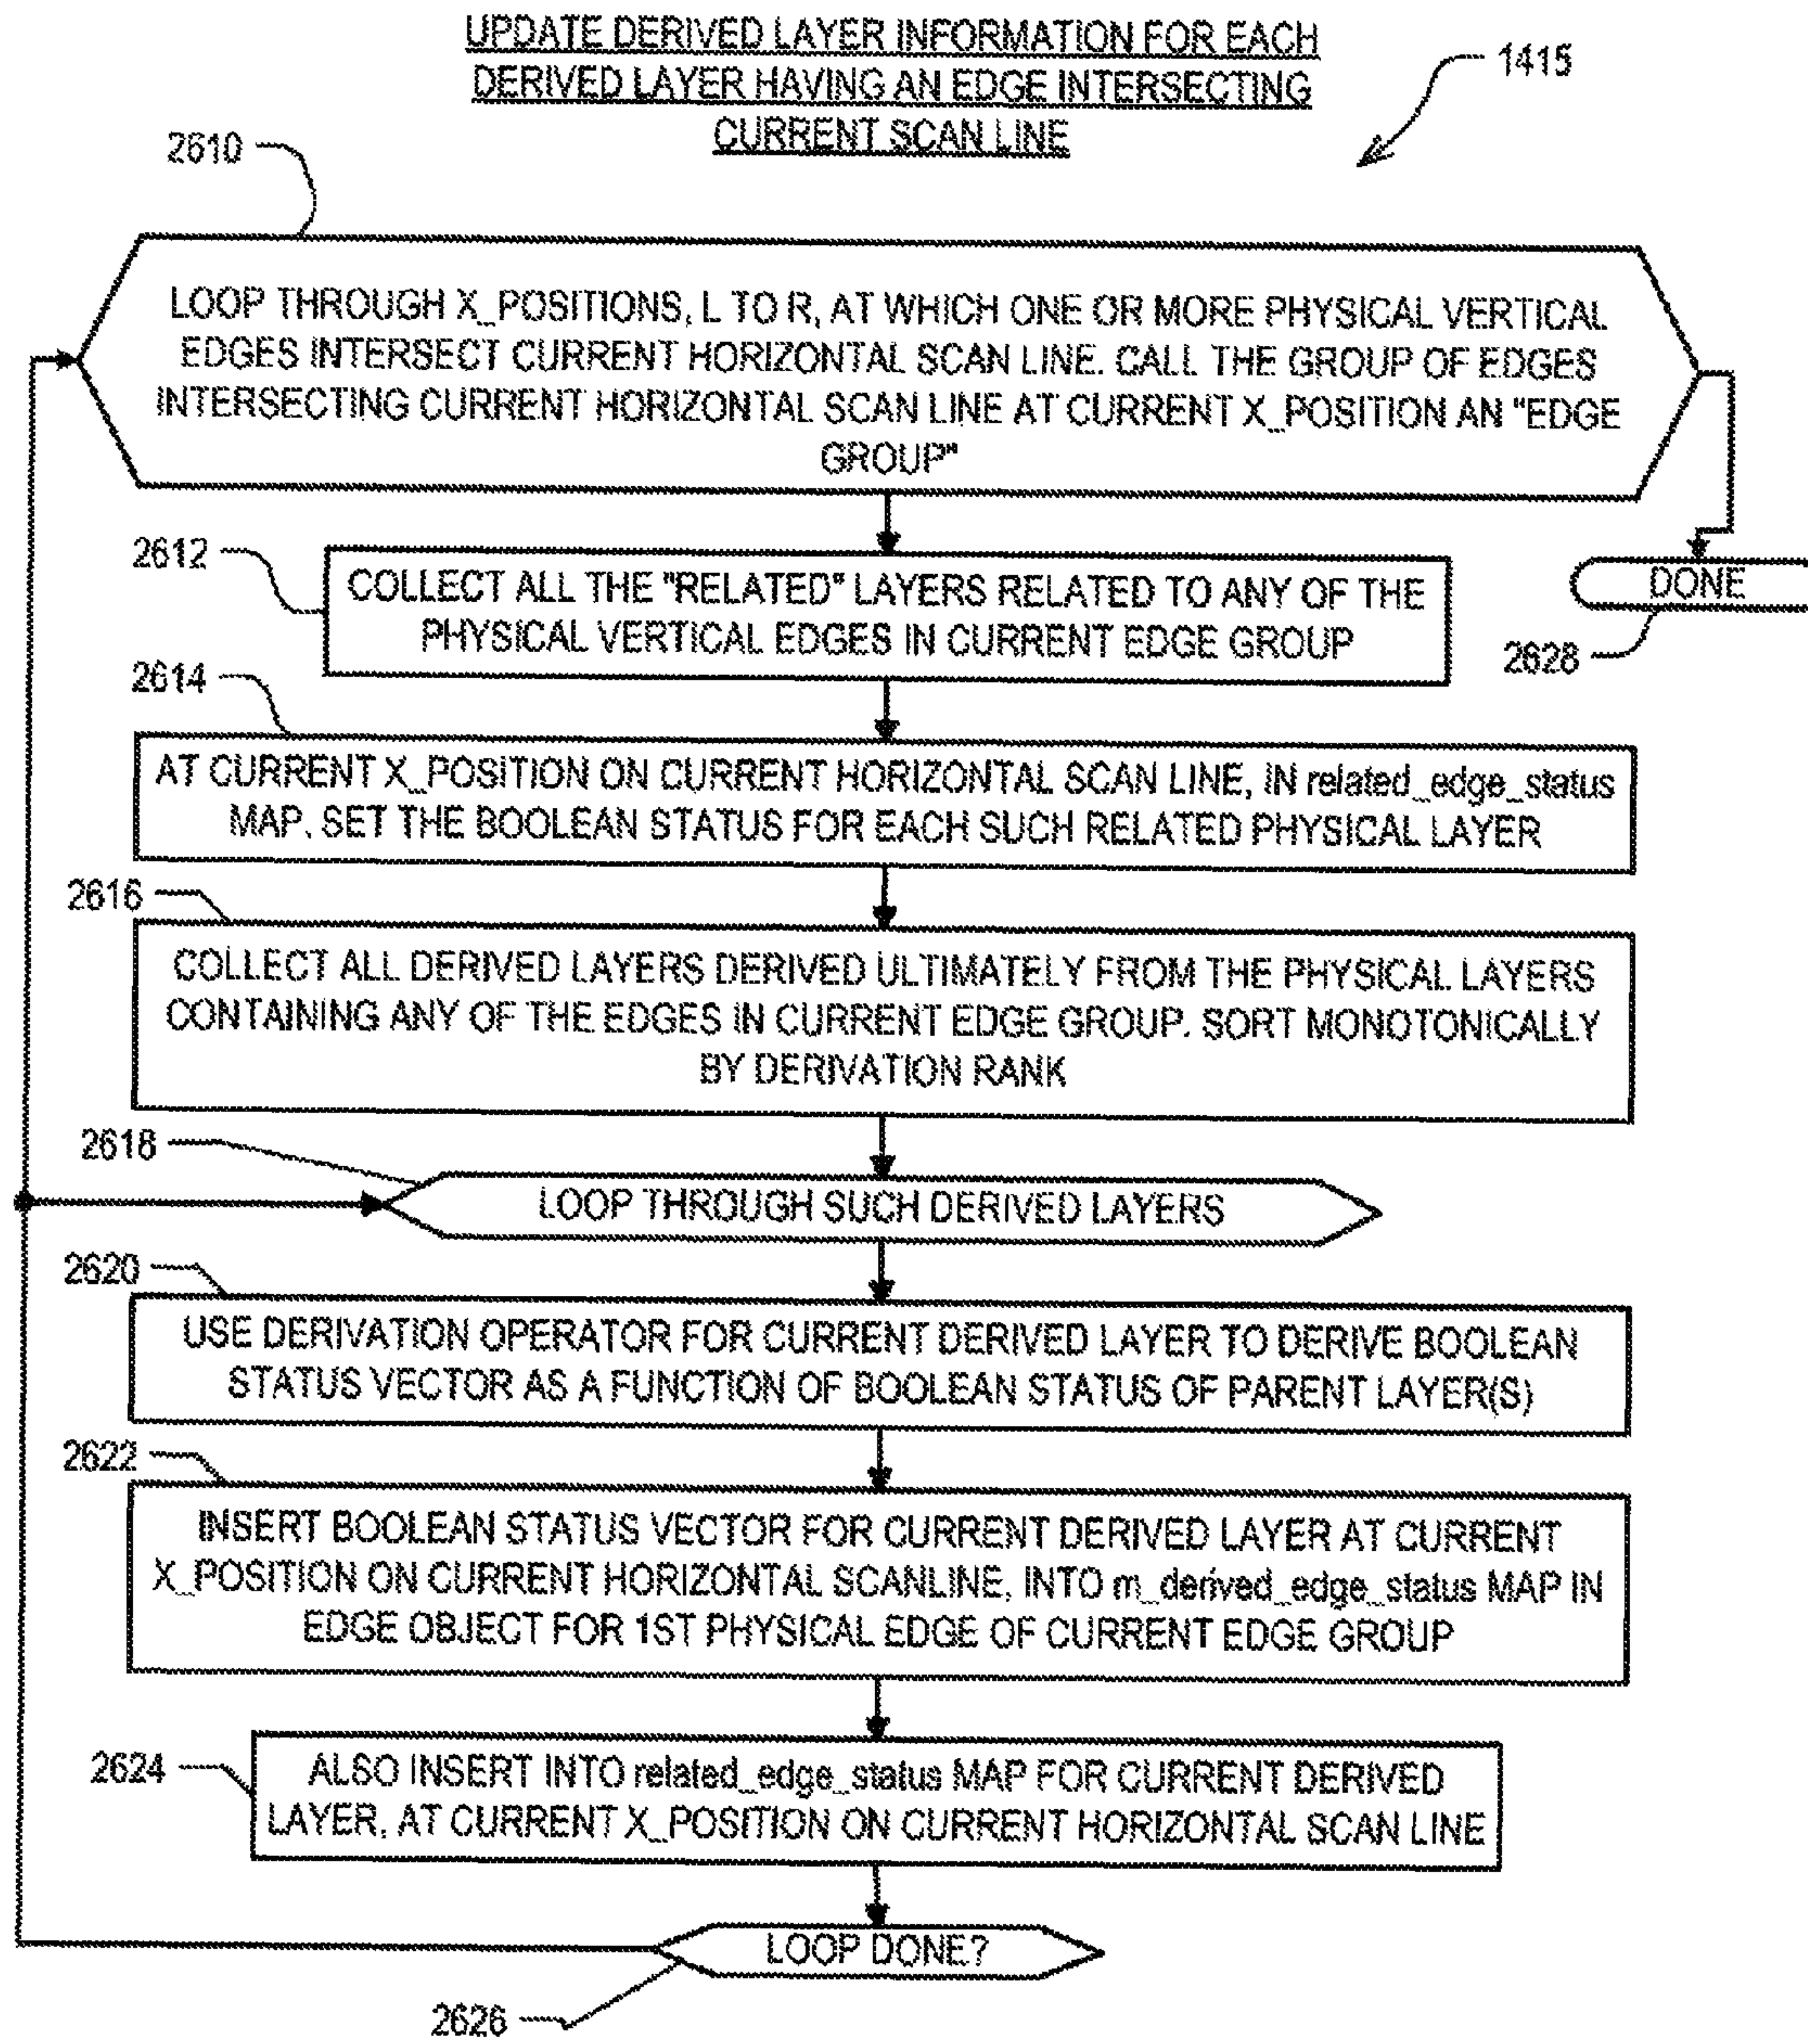 UPDATE DERIVED LAYER INFORMATION FOR EACH
DERIVED LAYER HAVING AN EDGE INTERSECTING
CURRENT SCAN LINE
1415
2610
LOOP THROUGH X_POSITIONS, L TO R, AT WHICH ONE OR MORE PHYSICAL VERTICAL
EDGES INTERSECT CURRENT HORIZONTAL SCAN LINE. CALL THE GROUP OF EDGES
INTERSECTING CURRENT HORIZONTAL SCAN LINE AT CURRENT X_POSITION AN "EDGE
GROUP"
2612
COLLECT ALL THE "RELATED" LAYERS RELATED TO ANY OF THE
PHYSICAL VERTICAL EDGES IN CURRENT EDGE GROUP
DONE
2628
2614
AT CURRENT X_POSITION ON CURRENT HORIZONTAL SCAN LINE, IN related_edge_status
MAP, SET THE BOOLEAN STATUS FOR EACH SUCH RELATED PHYSICAL LAYER
2616
COLLECT ALL DERIVED LAYERS DERIVED ULTIMATELY FROM THE PHYSICAL LAYERS
CONTAINING ANY OF THE EDGES IN CURRENT EDGE GROUP. SORT MONOTONICALLY
BY DERIVATION RANK
2618
LOOP THROUGH SUCH DERIVED LAYERS
2620
USE DERIVATION OPERATOR FOR CURRENT DERIVED LAYER TO DERIVE BOOLEAN
STATUS VECTOR AS A FUNCTION OF BOOLEAN STATUS OF PARENT LAYER(S)
2622
INSERT BOOLEAN STATUS VECTOR FOR CURRENT DERIVED LAYER AT CURRENT
X_POSITION ON CURRENT HORIZONTAL SCANLINE, INTO m_derived_edge_status MAP IN
EDGE OBJECT FOR 1ST PHYSICAL EDGE OF CURRENT EDGE GROUP
2624
ALSO INSERT INTO related_edge_status MAP FOR CURRENT DERIVED
LAYER, AT CURRENT X_POSITION ON CURRENT HORIZONTAL SCAN LINE
LOOP DONE?
2626